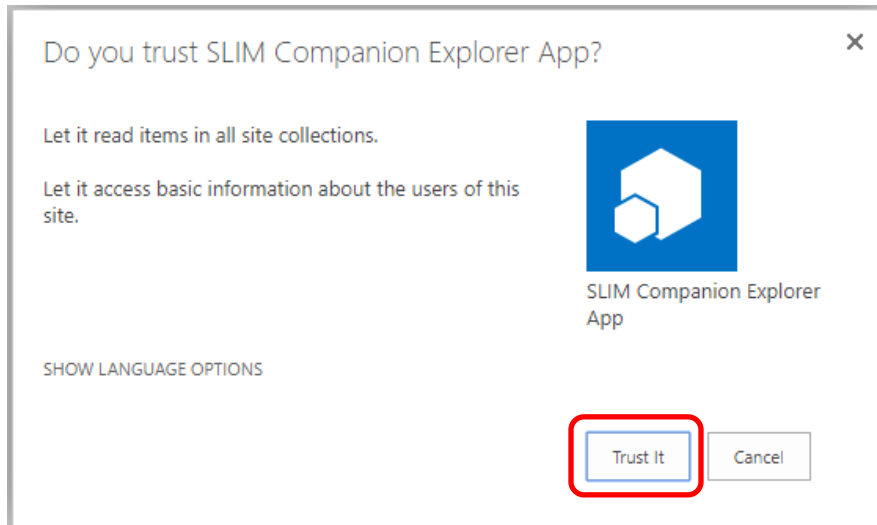 Do you trust SLIM Companion Explorer App?
Let it read items in all site collections.
Let it access basic information about the users of this
site.
SLIM Companion Explorer
App
SHOW LANGUAGE OPTIONS
Trust It
Cancel